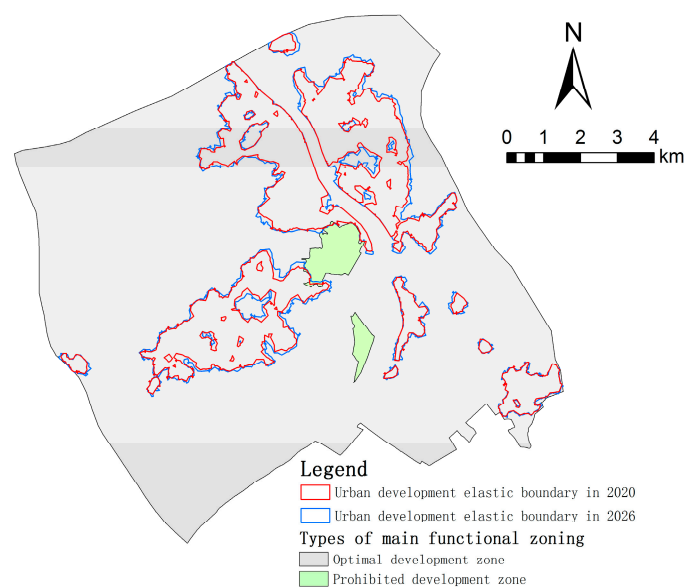 N
0 1 2 3 4
km
Legend
Urban development elastic boundary in 2020
Urban development elastic boundary in 2026
Types of main functional zoning
Optimal development zone
Prohibited development zone